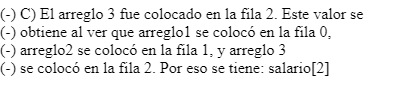 (-) C) El arreglo 3 fue colocado en la fila 2. Este valor se
(-) obtiene al ver que arreglo1 se colocó en la fila 0,
(-) arreglo2 se colocó en la fila 1, y arreglo 3
(-) se colocó en la fila 2. Por eso se tiene: salario[2]